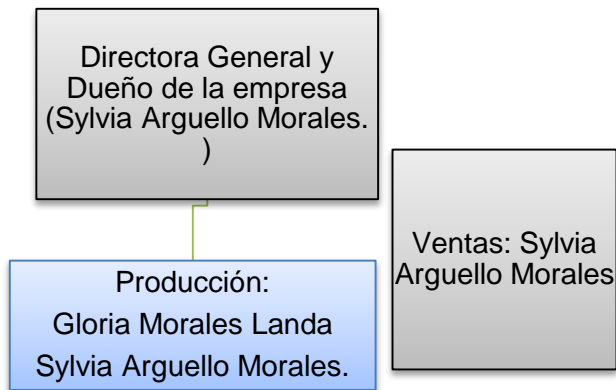 Directora General y
Dueño de la empresa
(Sylvia Arguello Morales.
)
Ventas: Sylvia
Arguello Morales
Producción:
Gloria Morales Landa
Sylvia Arguello Morales.